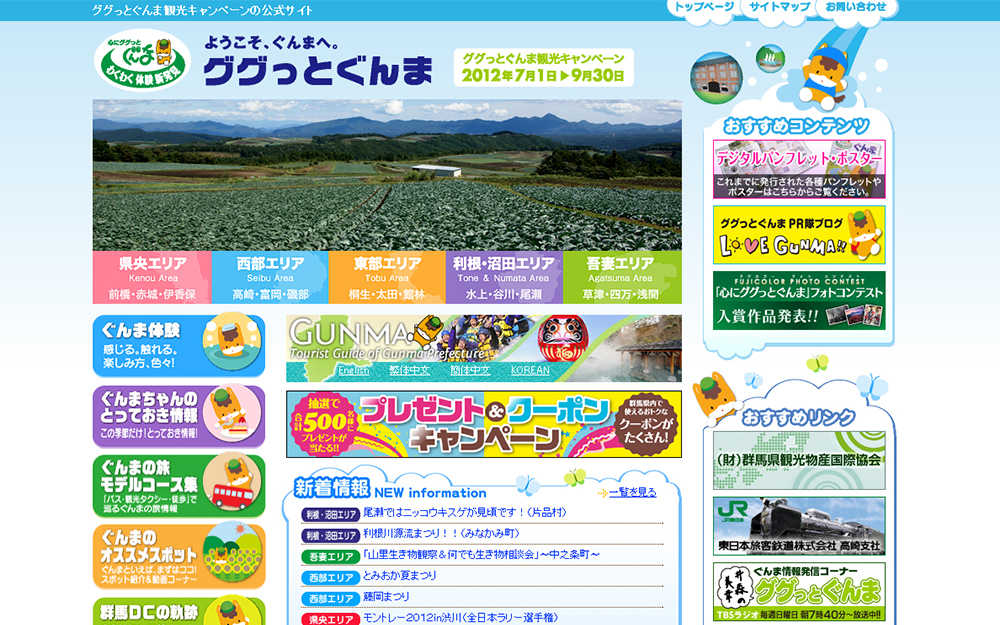 ググっとぐんま観光キャンペーンの公式サイト
トップページ サイトマップ お問い合わせ
心にググっと
ぐんま
わくわく体験新発見
ようこそ、ぐんまへ。
ググっとぐんま
ググっとぐんま観光キャンペーン
2012年7月1日▶9月30日
県央エリア
Kenou Area
前橋・赤城・伊香保
西部エリア
Seibu Area
高崎・富岡・磯部
東部エリア
Tobu Area
桐生・太田・館林
利根・沼田エリア
Tone & Numata Area
水上・谷川・尾瀬
吾妻エリア
Agatsuma Area
草津・四万・浅間
ぐんま体験
感じる。触れる。
楽しみ方、色々!
ぐんまちゃんの
とっておき情報
この季節だけ!とっておき情報!
ぐんまの旅
モデルコース集
「バス・観光タクシー・徒歩」で
巡るぐんまの旅情報
ぐんまの
オススメスポット
ぐんまといえば、まずはココ!
スポット紹介&動画コーナー
群馬DCの軌跡
GUNMA
Tourist Guide of Gunma Prefecture
English 繁体中文 簡体中文 KOREAN
抽選で
合計500名様に
プレゼントが
当たる!!
プレゼント&クーポン
キャンペーン
群馬県内で
使えるおトクな
クーポンが
たくさん!
新着情報 NEW information
一覧を見る
利根・沼田エリア 尾瀬ではニッコウキスゲが見頃です!(片品村)
利根・沼田エリア 利根川源流まつり!!(みなかみ町)
吾妻エリア 「山里生き物観察&何でも生き物相談会」~中之条町~
西部エリア とみおか夏まつり
西部エリア 藤岡まつり
県央エリア モントレー2012in渋川(全日本ラリー選手権)
おすすめコンテンツ
デジタルパンフレット・ポスター
これまでに発行された各種パンフレットや
ポスターはこちらからご覧ください。
ググっとぐんま PR隊ブログ
LOVE GUNMA!!
FUJICOLOR PHOTO CONTEST
「心にググっとぐんま」フォトコンテスト
入賞作品発表!!
おすすめリンク
(財)群馬県観光物産国際協会
JR
JR東日本
東日本旅客鉄道株式会社 高崎支社
ぐんま情報発信コーナー
ググっとぐんま
TBSラジオ 毎週日曜日 朝7時40分~放送中!!